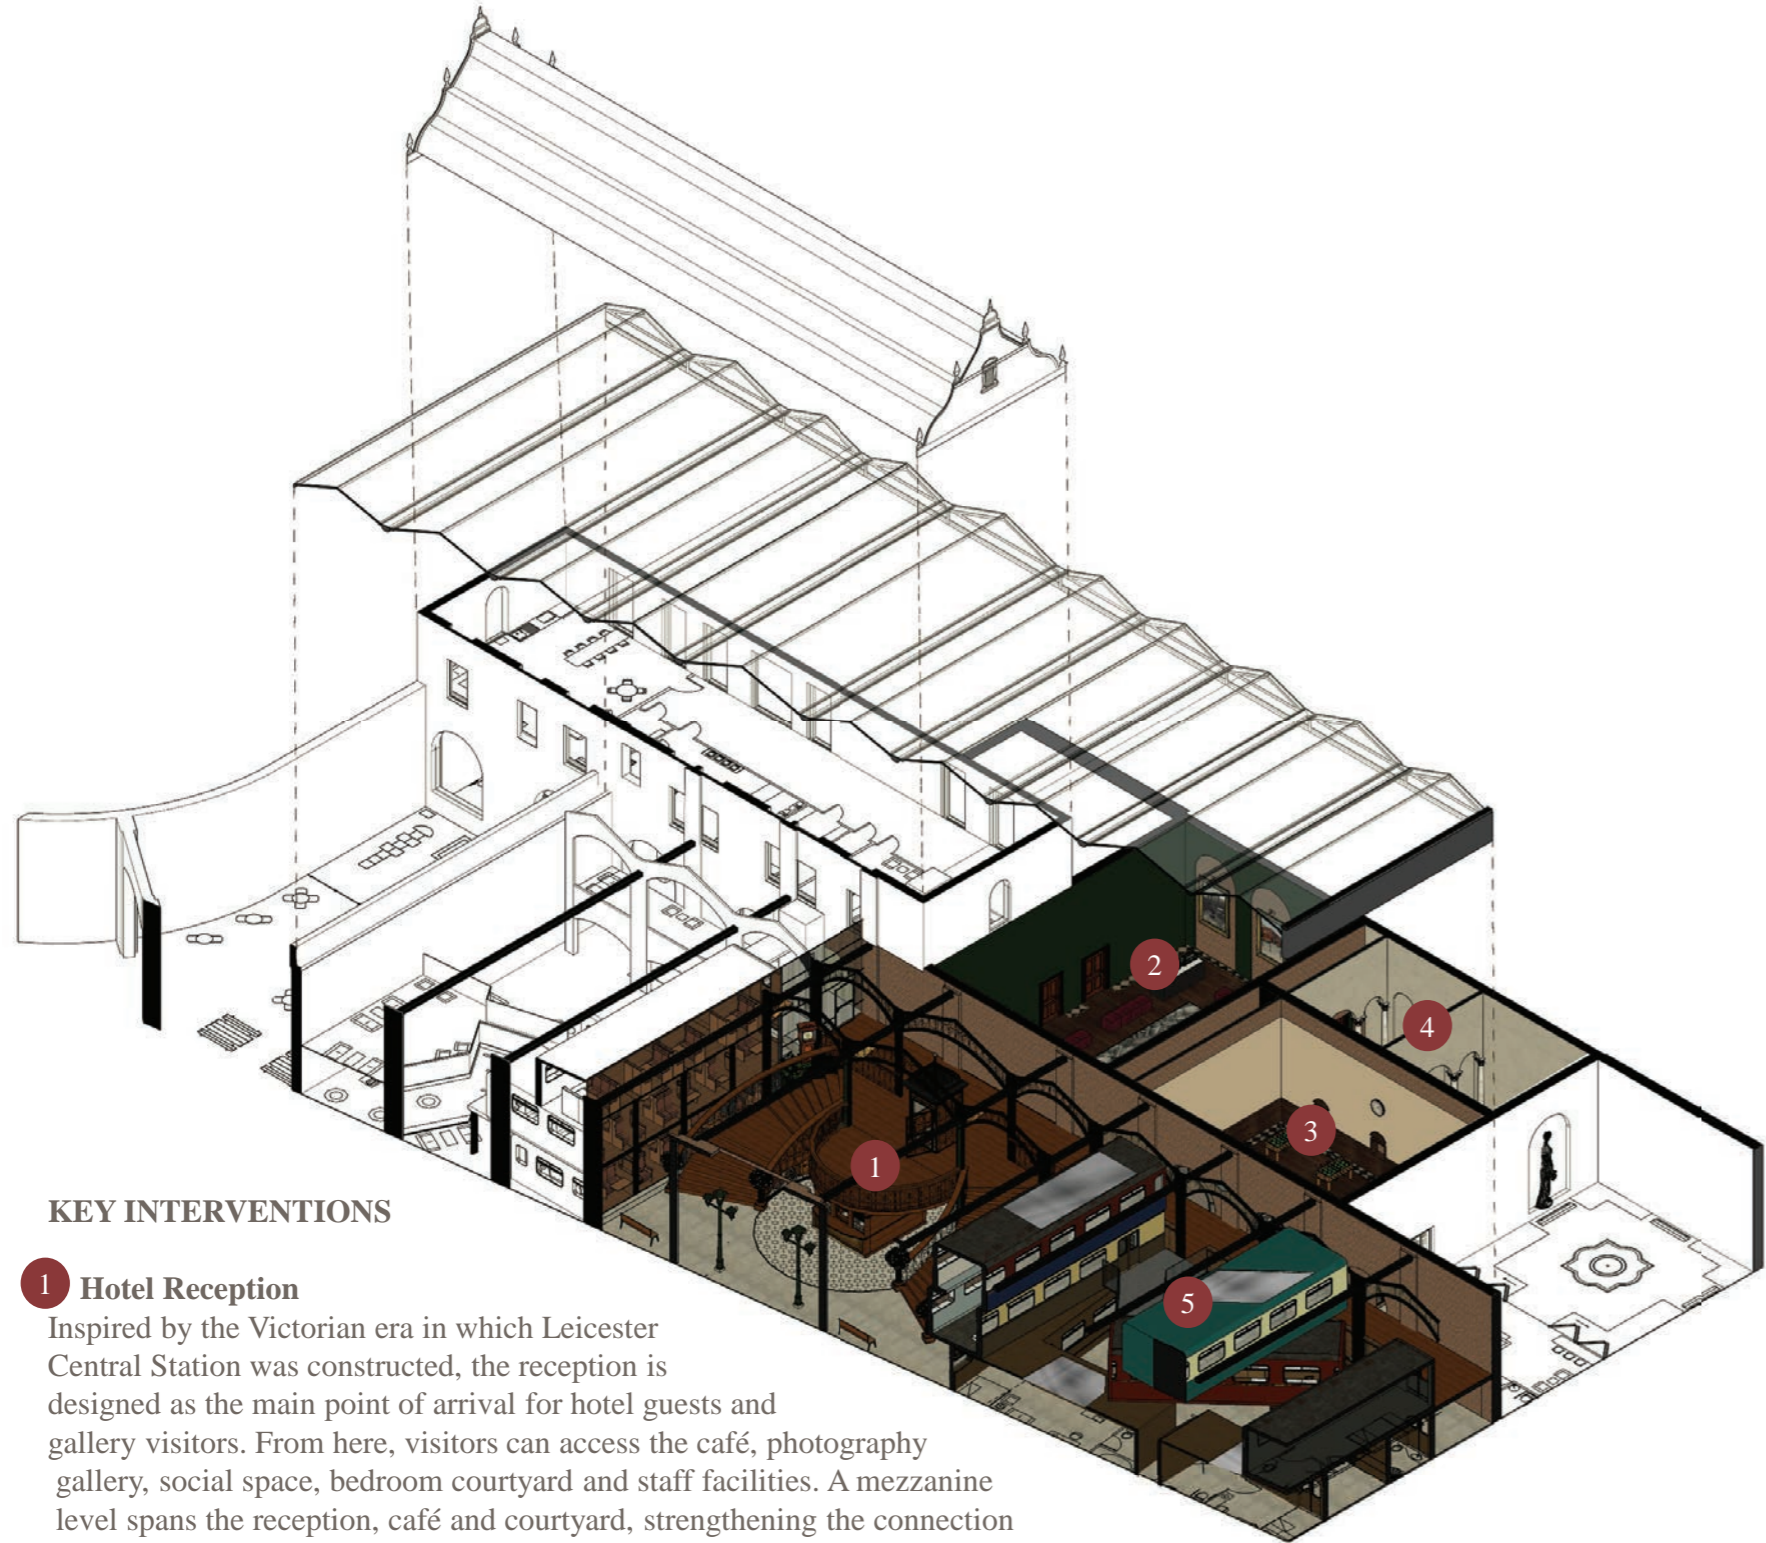 2
4
3
1
5
KEY INTERVENTIONS
1 Hotel Reception
Inspired by the Victorian era in which Leicester
Central Station was constructed, the reception is
designed as the main point of arrival for hotel guests and
gallery visitors. From here, visitors can access the café, photography
gallery, social space, bedroom courtyard and staff facilities. A mezzanine
level spans the reception, café and courtyard, strengthening the connection